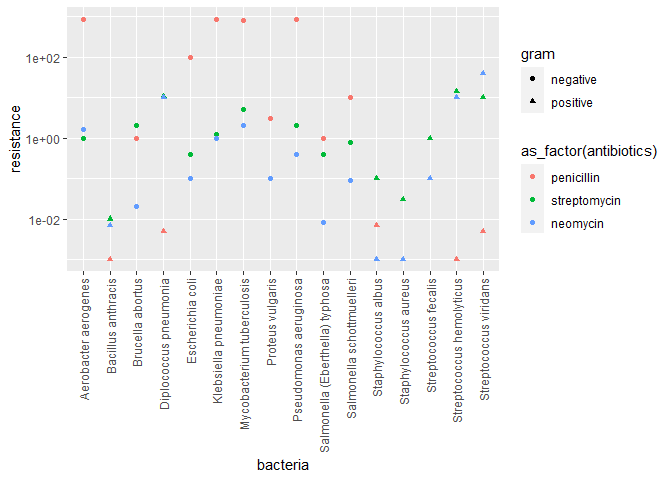 1e+02
1e+00
1e-02
resistance
Aerobacter aerogenes
Bacillus anthracis
Brucella abortus
Diplococcus pneumonia
Escherichia coli
Klebsiella pneumoniae
Mycobacterium tuberculosis
Proteus vulgaris
Pseudomonas aeruginosa
Salmonella (Eberthella) typhosa
Salmonella schottmuelleri
Staphylococcus albus
Staphylococcus aureus
Streptococcus fecalis
Streptococcus hemolyticus
Streptococcus viridans
bacteria
gram
negative
positive
as_factor(antibiotics)
penicillin
streptomycin
neomycin